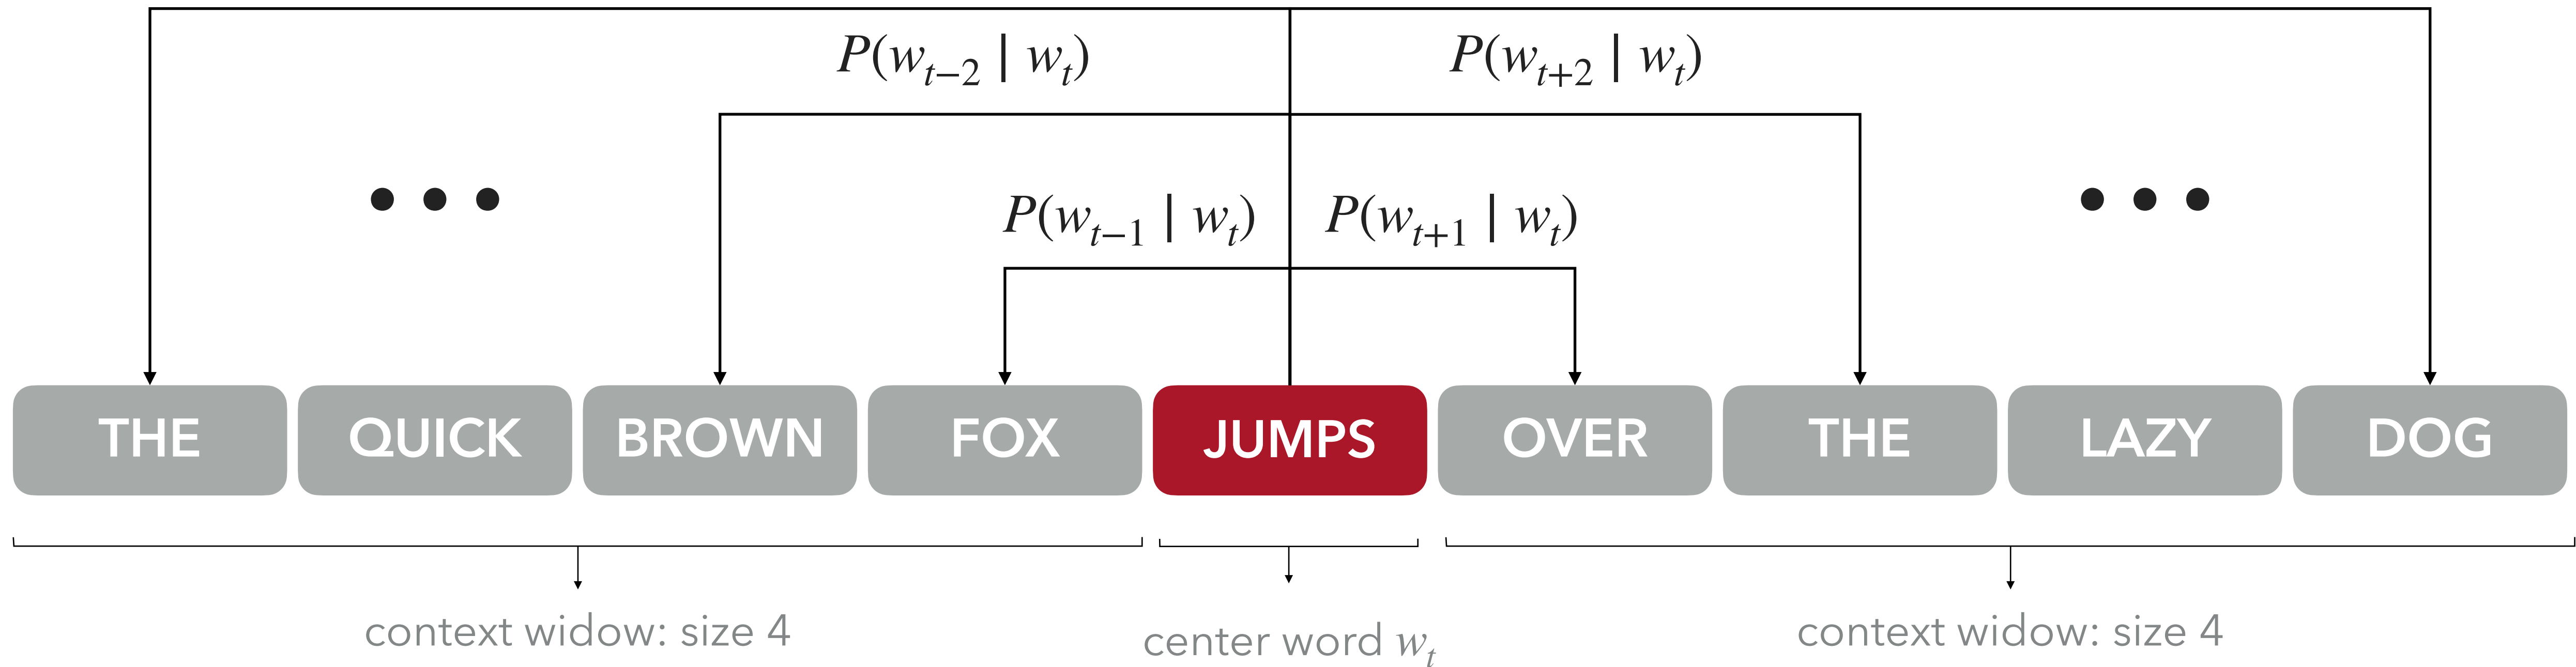 P(w_{t−2} | w_t) P(w_{t+2} | w_t)
P(w_{t−1} | w_t) P(w_{t+1} | w_t)
THE QUICK BROWN FOX JUMPS OVER THE LAZY DOG
context widow: size 4 center word w_t context widow: size 4